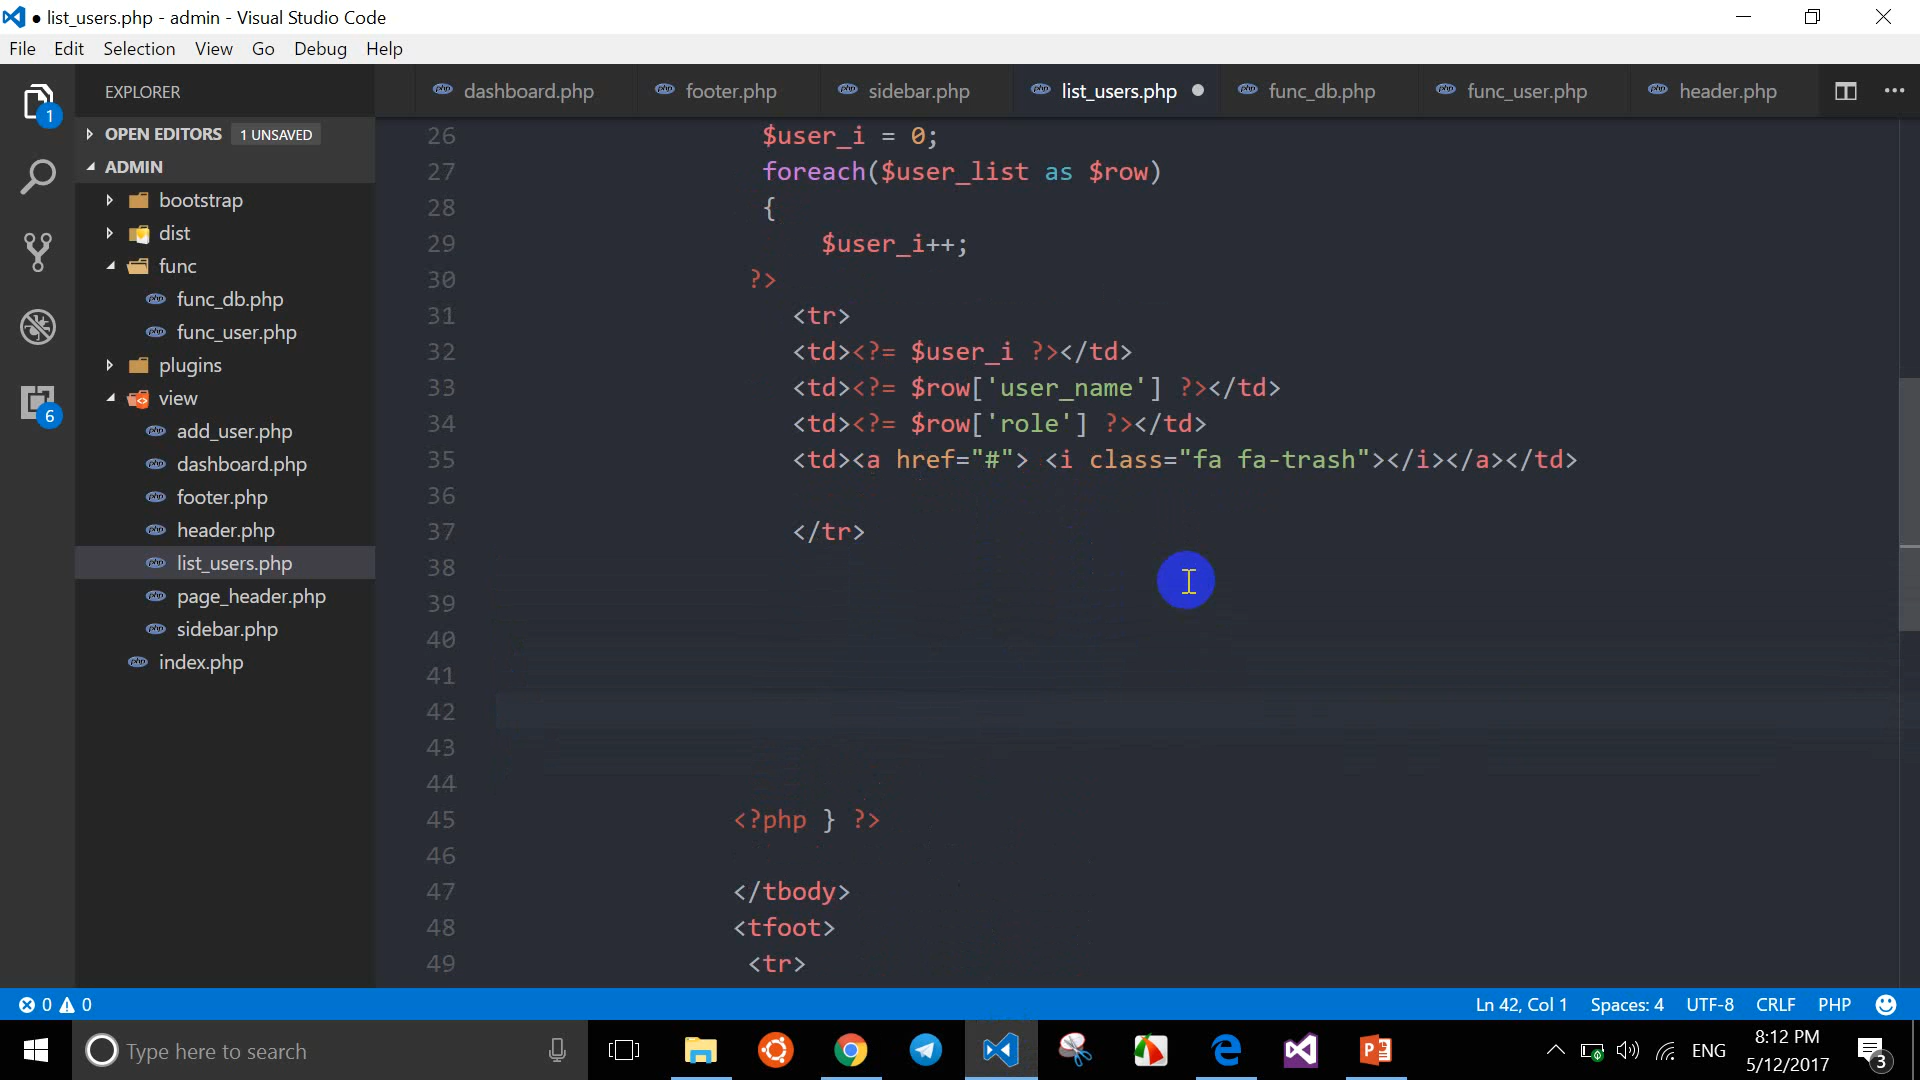 list_users.php - admin - Visual Studio Code
File Edit Selection View Go Debug Help
EXPLORER
dashboard.php footer.php sidebar.php list_users.php func_db.php func_user.php header.php
1
OPEN EDITORS 1 UNSAVED
ADMIN
bootstrap
dist
func
func_db.php
func_user.php
plugins
view
6
add_user.php
dashboard.php
footer.php
header.php
list_users.php
page_header.php
sidebar.php
index.php
26 $user_i = 0;
27 foreach($user_list as $row)
28 {
29 $user_i++;
30 ?>
31 <tr>
32 <td><?= $user_i ?></td>
33 <td><?= $row['user_name'] ?></td>
34 <td><?= $row['role'] ?></td>
35 <td><a href="#"> <i class="fa fa-trash"></i></a></td>
36
37 </tr>
38
39
40
41
42
43
44
45 <?php } ?>
46
47 </tbody>
48 <tfoot>
49 <tr>
0 0 Ln 42, Col 1 Spaces: 4 UTF-8 CRLF PHP
Type here to search
ENG
8:12 PM
5/12/2017
3